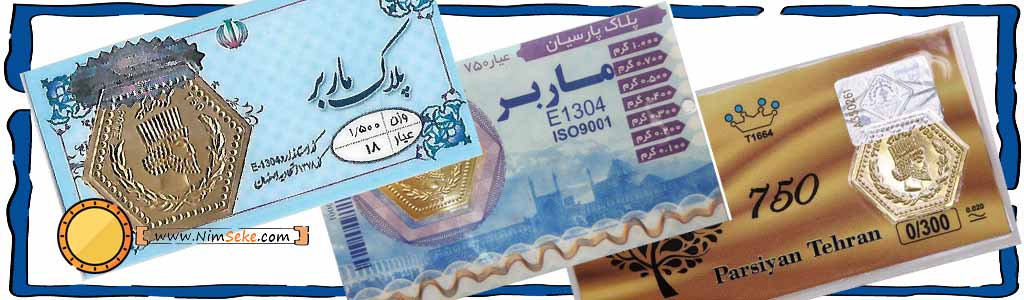 پلاک ماربر
وزن
۱/۵۰۰
عیار
۱۸
پلاک پارسیان
عیار ۷۵۰
ماربر
E1304
ISO9001
۱.۰۰۰ گرم
۰.۷۰۰ گرم
۰.۵۰۰ گرم
۰.۴۰۰ گرم
۰.۳۰۰ گرم
۰.۲۰۰ گرم
۰.۱۰۰ گرم
T1664
750
0.020
0/300
Parsiyan Tehran
www.NimSeke.com